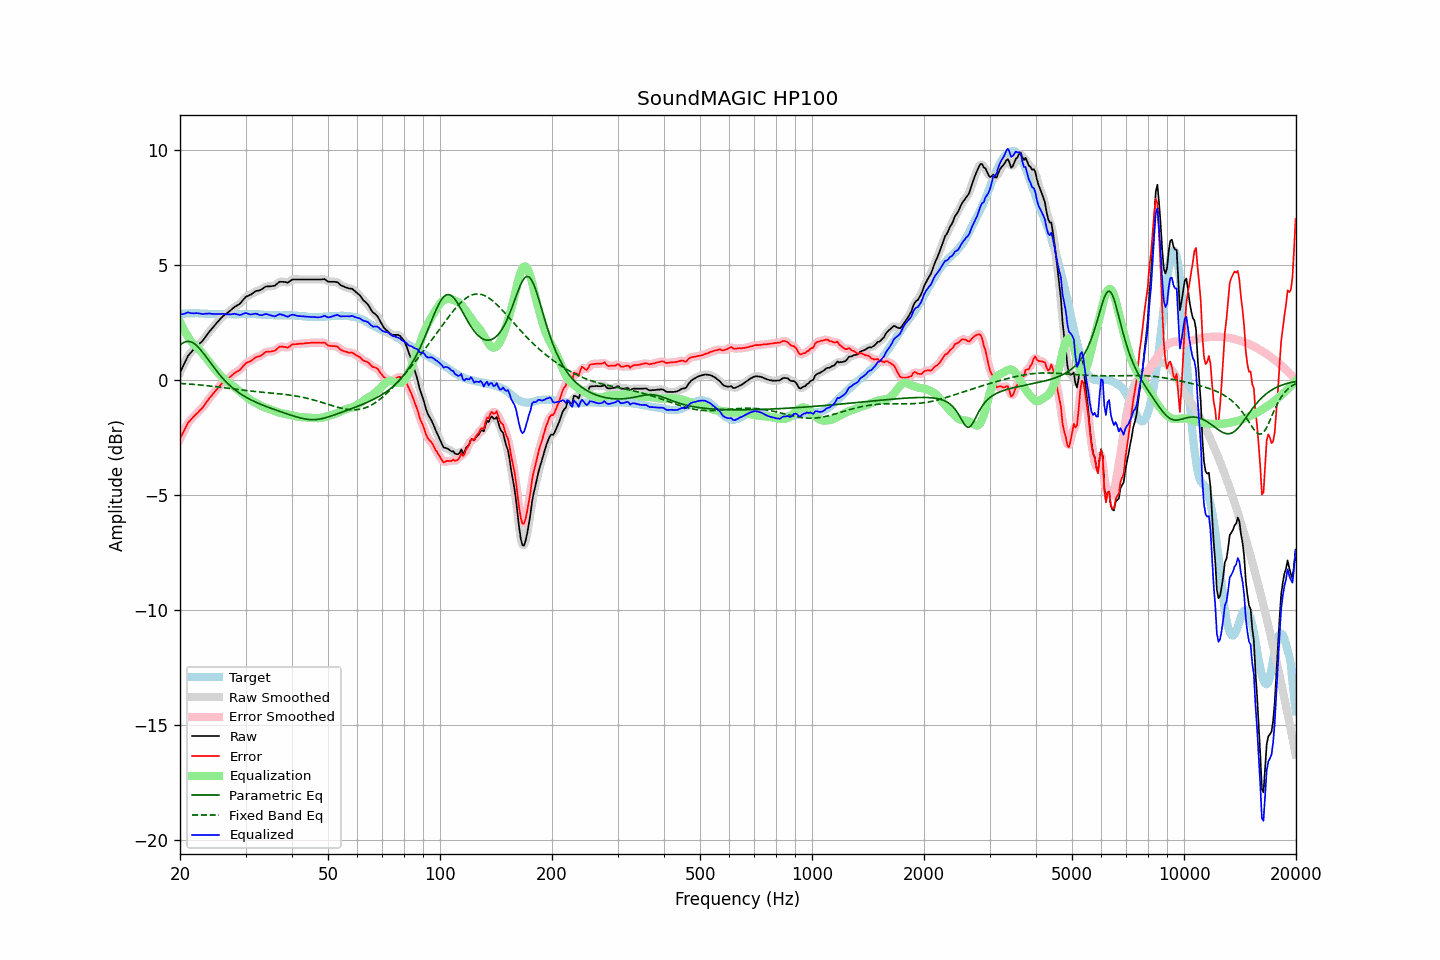 SoundMAGIC HP100
Amplitude (dBr)
10
5
0
−5
−10
−15
−20
Target
Raw Smoothed
Error Smoothed
Raw
Error
Equalization
Parametric Eq
Fixed Band Eq
Equalized
20 50 100 200 500 1000 2000 5000 10000 20000
Frequency (Hz)